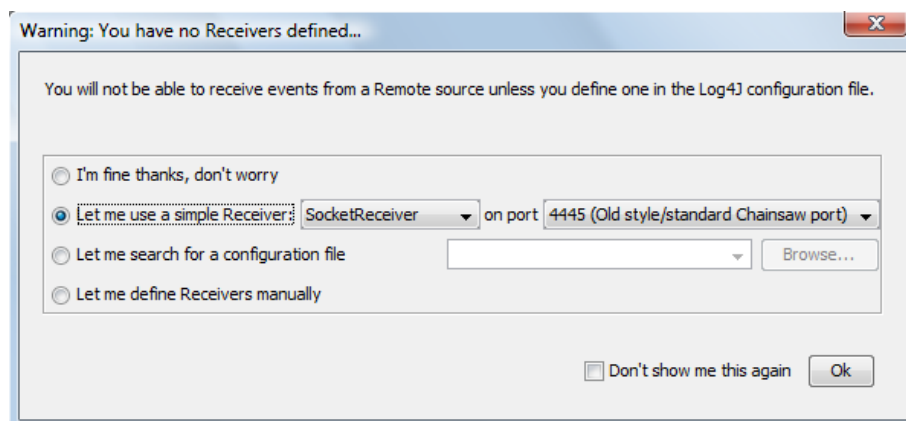 Warning: You have no Receivers defined...
You will not be able to receive events from a Remote source unless you define one in the Log4J configuration file.
I'm fine thanks, don't worry
Let me use a simple Receiver: SocketReceiver on port 4445 (Old style/standard Chainsaw port)
Let me search for a configuration file Browse...
Let me define Receivers manually
Don't show me this again Ok